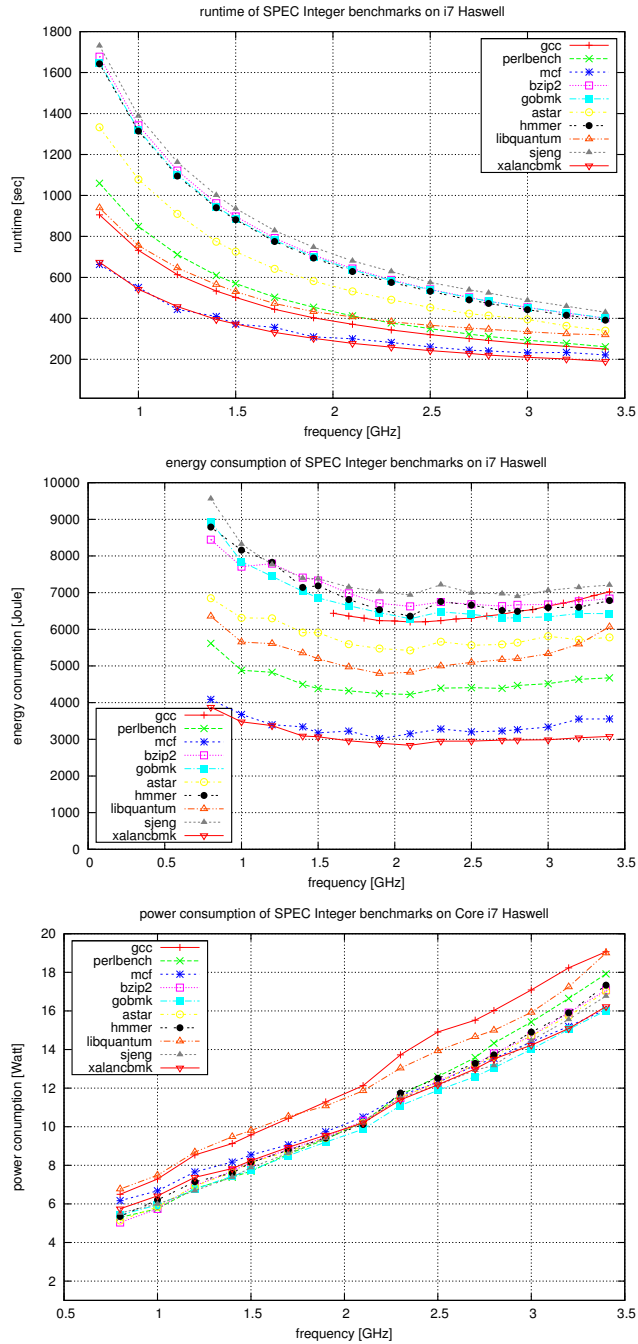 runtime of SPEC Integer benchmarks on i7 Haswell
1800
1600
1400
1200
1000
800
600
400
200
runtime [sec]
gcc
perlbench
mcf
bzip2
gobmk
astar
hmmer
libquantum
sjeng
xalancbmk
1
1.5
2
2.5
3
3.5
frequency [GHz]
energy consumption of SPEC Integer benchmarks on i7 Haswell
10000
9000
8000
7000
6000
5000
4000
3000
2000
1000
0
energy conumption [Joule]
gcc
perlbench
mcf
bzip2
gobmk
astar
hmmer
libquantum
sjeng
xalancbmk
0
0.5
1
1.5
2
2.5
3
3.5
frequency [GHz]
power consumption of SPEC Integer benchmarks on Core i7 Haswell
20
18
16
14
12
10
8
6
4
2
power conumption [Watt]
gcc
perlbench
mcf
bzip2
gobmk
astar
hmmer
libquantum
sjeng
xalancbmk
0.5
1
1.5
2
2.5
3
3.5
frequency [GHz]